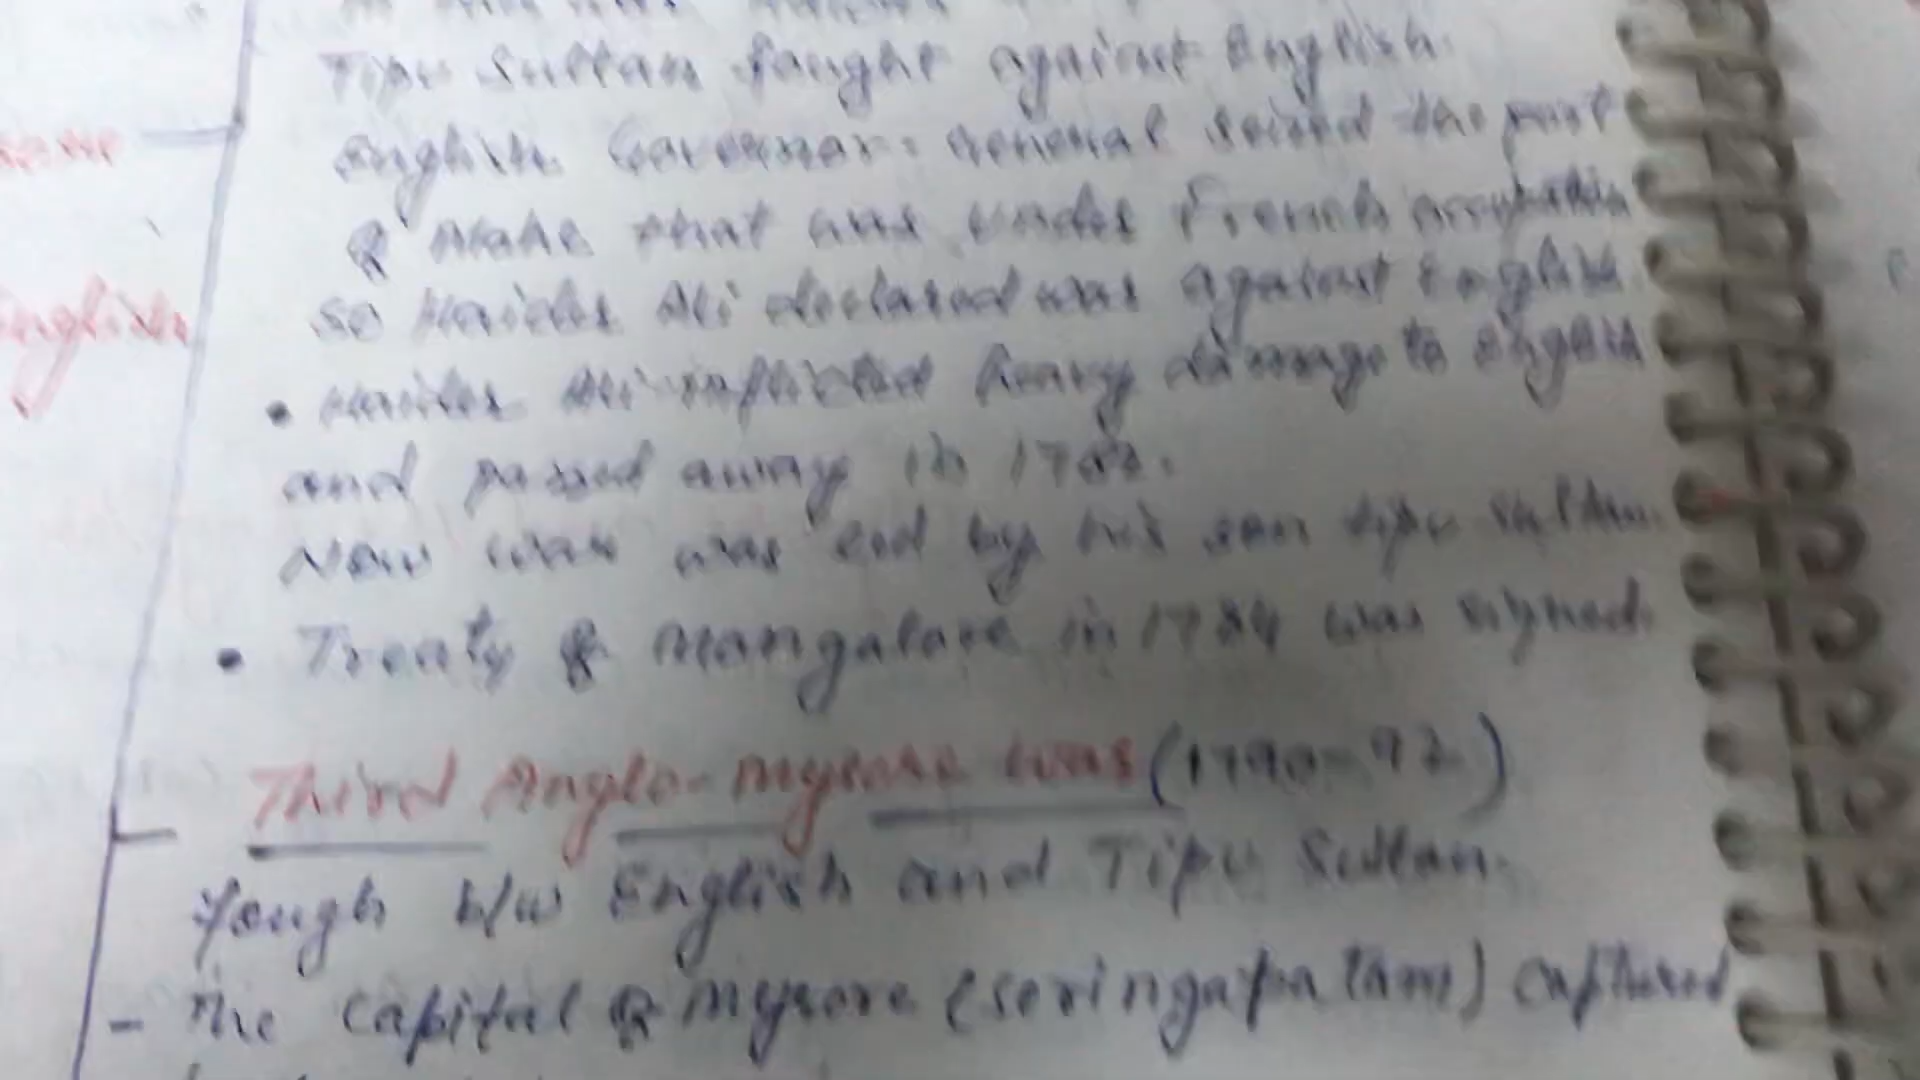 Tipu Sultan fought against English.
English Governor-General seized the port
of Mahe that was under French occupation
English
so Haider Ali declared war against English
• Haider Ali inflicted heavy damage to English
and passed away in 1782.
Now war was led by his son tipu sultan.
• Treaty of Mangalore in 1784 was signed.
Third Anglo-mysore war (1790-92)
fough b/w English and Tipu Sultan.
- The capital of mysore (seringapatam) captured